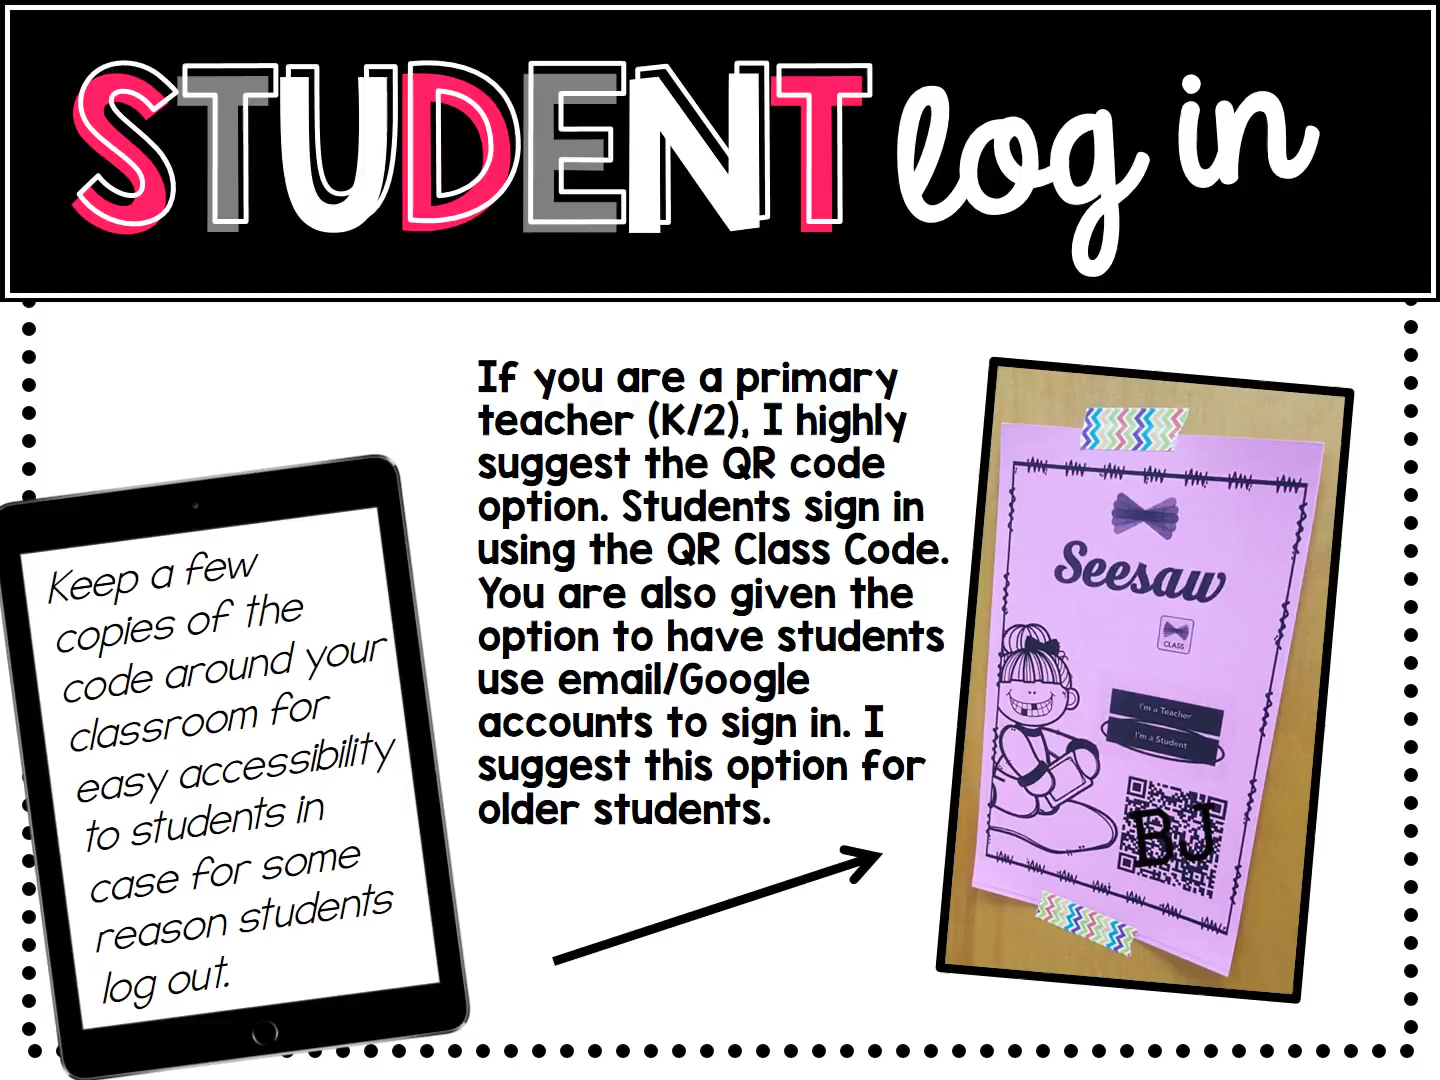 STUDENT log in
If you are a primary
teacher (K/2), I highly
suggest the QR code
option. Students sign in
using the QR Class Code.
You are also given the
option to have students
use email/Google
accounts to sign in. I
suggest this option for
older students.
Keep a few
copies of the
code around your
classroom for
easy accessibility
to students in
case for some
reason students
log out.
Seesaw
CLASS
I'm a Teacher
I'm a Student
BJ